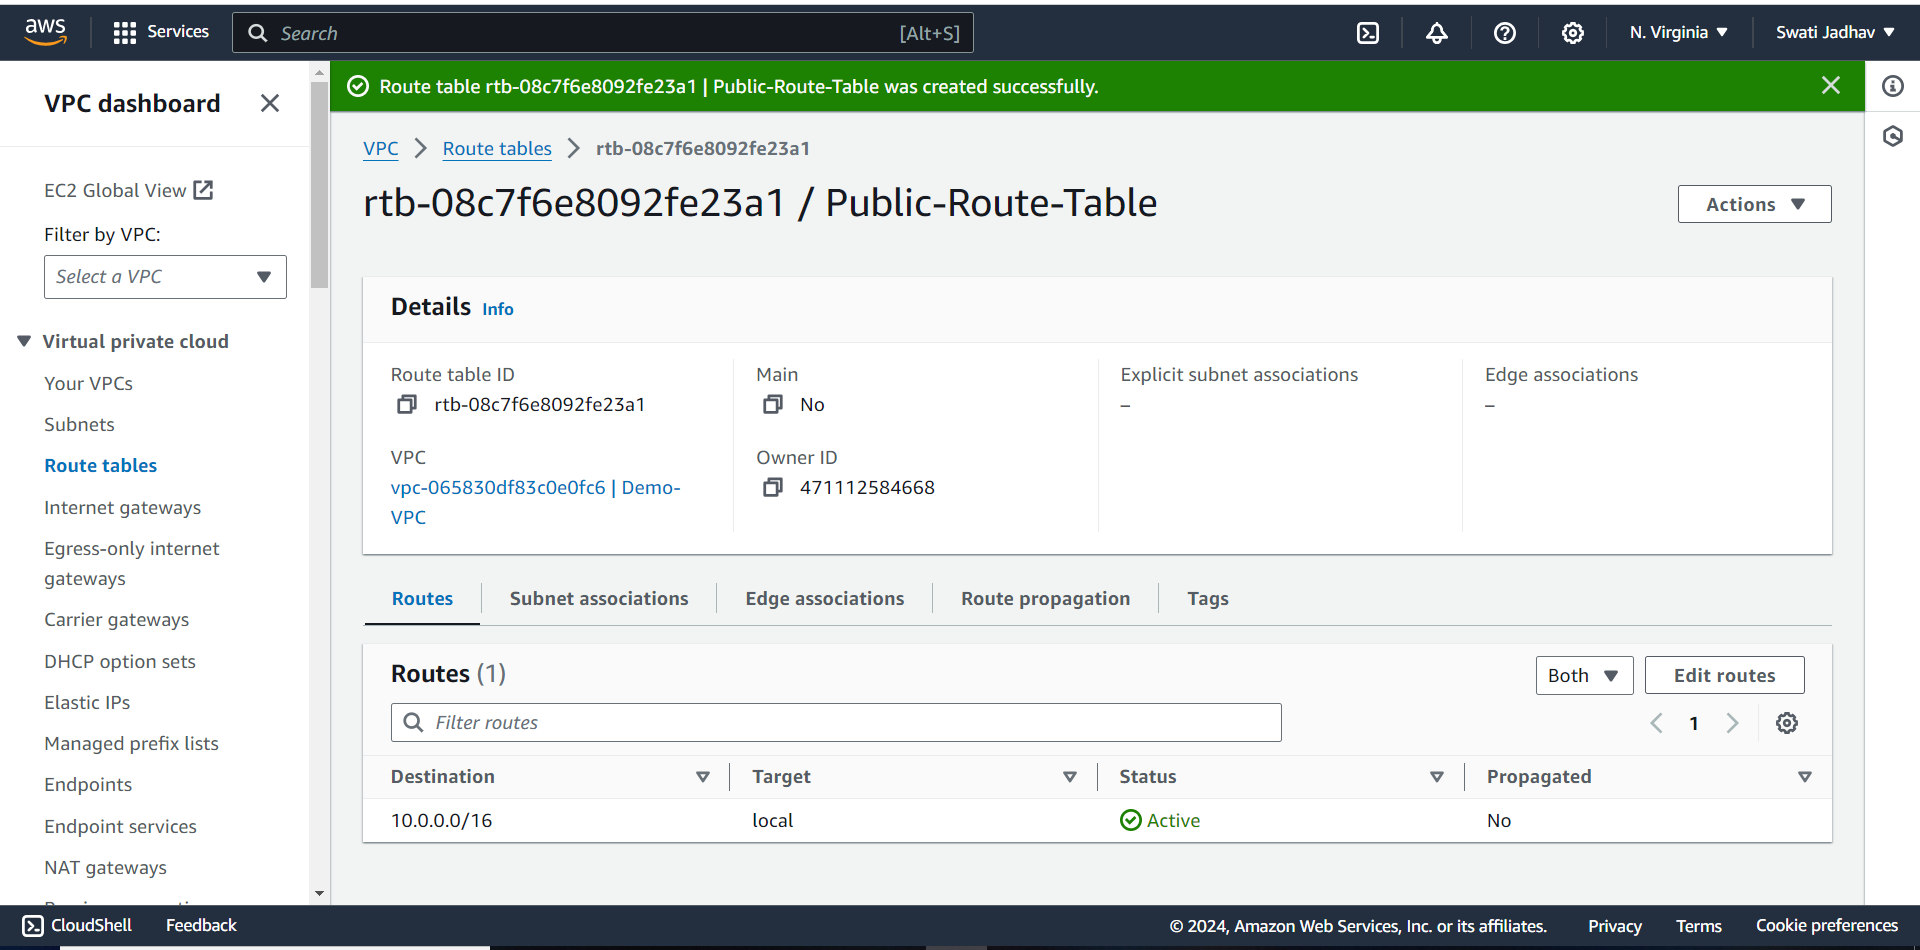 aws
Services
Search
[Alt+S]
N. Virginia
Swati Jadhav
VPC dashboard
EC2 Global View
Filter by VPC:
Select a VPC
Virtual private cloud
Your VPCs
Subnets
Route tables
Internet gateways
Egress-only internet
gateways
Carrier gateways
DHCP option sets
Elastic IPs
Managed prefix lists
Endpoints
Endpoint services
NAT gateways
Route table rtb-08c7f6e8092fe23a1 | Public-Route-Table was created successfully.
VPC
Route tables
rtb-08c7f6e8092fe23a1
rtb-08c7f6e8092fe23a1 / Public-Route-Table
Actions
Details Info
Route table ID
rtb-08c7f6e8092fe23a1
Main
No
Explicit subnet associations
–
Edge associations
–
VPC
vpc-065830df83c0e0fc6 | Demo-
VPC
Owner ID
471112584668
Routes
Subnet associations
Edge associations
Route propagation
Tags
Routes (1)
Both
Edit routes
Filter routes
1
Destination
Target
Status
Propagated
10.0.0.0/16
local
Active
No
CloudShell
Feedback
© 2024, Amazon Web Services, Inc. or its affiliates.
Privacy
Terms
Cookie preferences